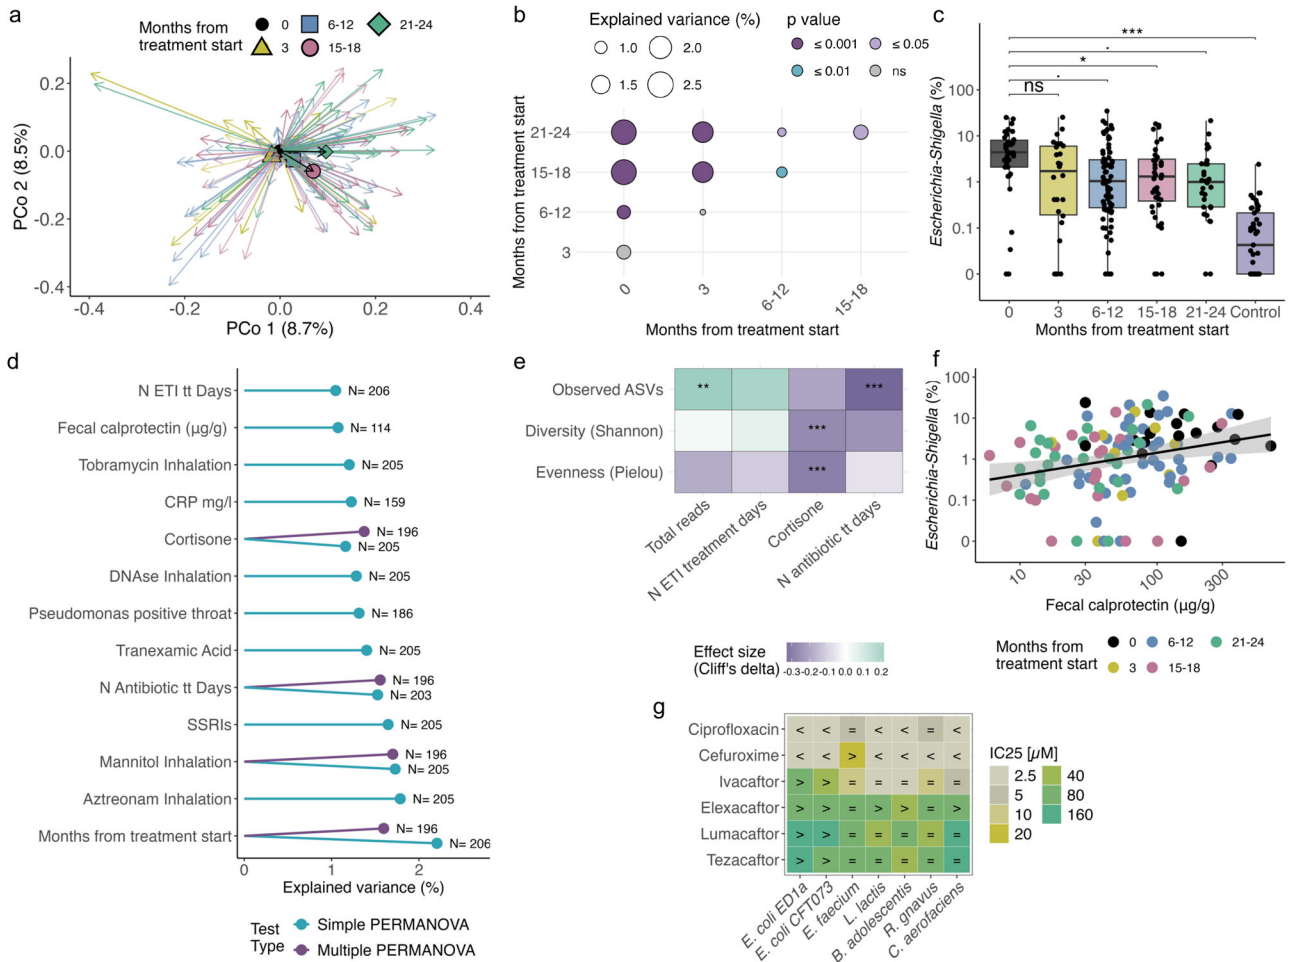 a
Months from
treatment start
0
6-12
21-24
3
15-18
0.2
0.0
-0.2
-0.4
PCo 2 (8.5%)
-0.4
-0.2
0.0
0.2
0.4
PCo 1 (8.7%)
b
Explained variance (%)
1.0
2.0
1.5
2.5
p value
≤ 0.001
≤ 0.05
≤ 0.01
ns
Months from treatment start
21-24
15-18
6-12
3
0
3
6-12
15-18
Months from treatment start
c
***
.
*
.
ns
Escherichia-Shigella (%)
100
10
1
0.1
0
0
3
6-12
15-18
21-24
Control
Months from treatment start
d
N ETI tt Days
N= 206
Fecal calprotectin (µg/g)
N= 114
Tobramycin Inhalation
N= 205
CRP mg/l
N= 159
Cortisone
N= 196
N= 205
DNAse Inhalation
N= 205
Pseudomonas positive throat
N= 186
Tranexamic Acid
N= 205
N Antibiotic tt Days
N= 196
N= 203
SSRIs
N= 205
Mannitol Inhalation
N= 196
N= 205
Aztreonam Inhalation
N= 205
Months from treatment start
N= 196
N= 206
0
1
2
Explained variance (%)
Test
Type
Simple PERMANOVA
Multiple PERMANOVA
e
Observed ASVs
**
***
Diversity (Shannon)
***
Evenness (Pielou)
***
Total reads
N ETI treatment days
Cortisone
N antibiotic tt days
Effect size
(Cliff's delta)
-0.3-0.2-0.1 0.0 0.1 0.2
f
Escherichia-Shigella (%)
100
10
1
0.1
0
10
30
100
300
Fecal calprotectin (µg/g)
Months from
treatment start
0
6-12
21-24
3
15-18
g
Ciprofloxacin < < = < < = <
Cefuroxime < < > < < < <
Ivacaftor > > = = = = =
Elexacaftor > > = > > = >
Lumacaftor > > = = = = =
Tezacaftor > > = = = = =
E. coli ED1a
E. coli CFT073
E. faecium
L. lactis
B. adolescentis
R. gnavus
C. aerofaciens
IC25 [µM]
2.5
40
5
80
10
160
20